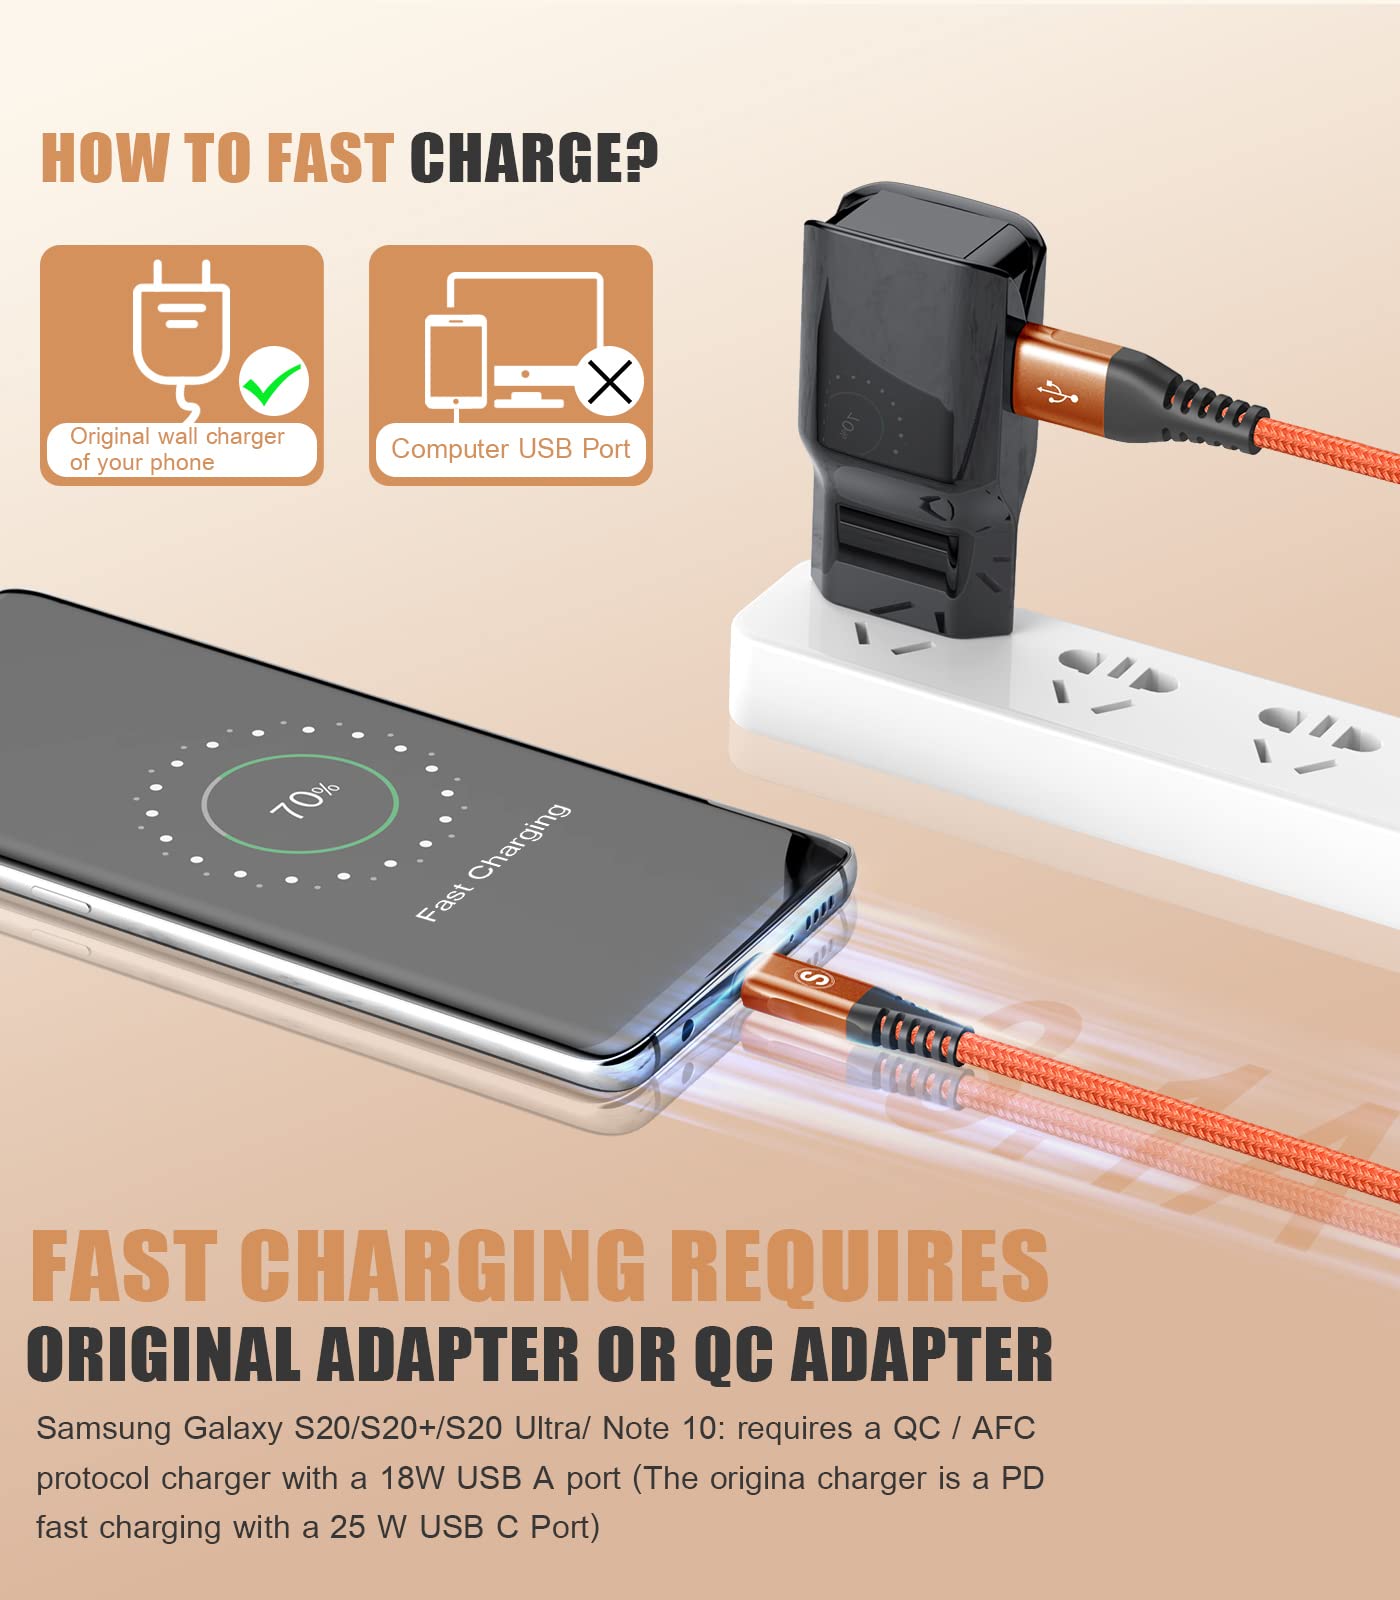 HOW TO FAST CHARGE?
Original wall charger
of your phone
Computer USB Port
70%
Fast Charging
S
FAST CHARGING REQUIRES
ORIGINAL ADAPTER OR QC ADAPTER
Samsung Galaxy S20/S20+/S20 Ultra/ Note 10: requires a QC / AFC
protocol charger with a 18W USB A port (The origina charger is a PD
fast charging with a 25 W USB C Port)